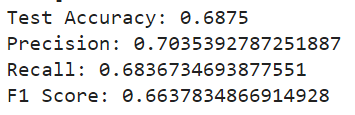 Test Accuracy: 0.6875
Precision: 0.7035392787251887
Recall: 0.6836734693877551
F1 Score: 0.6637834866914928